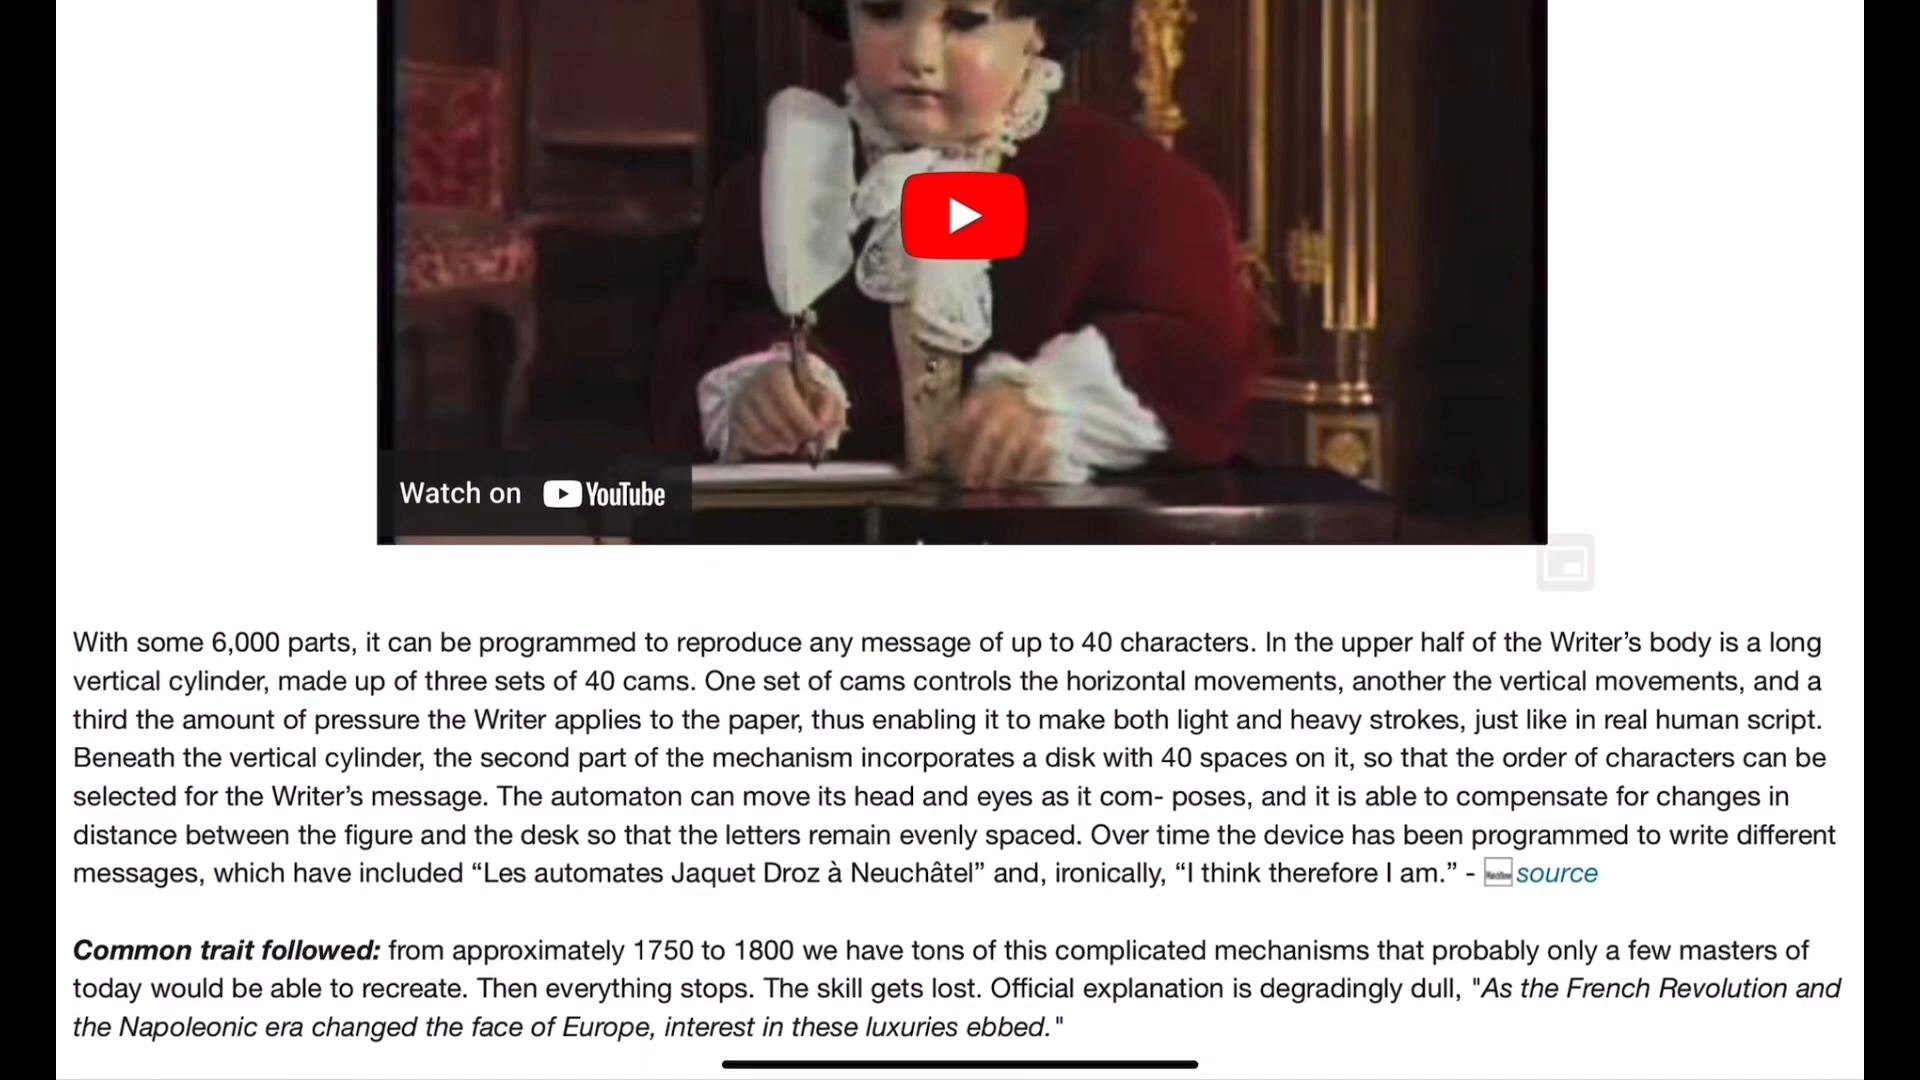 Watch on YouTube
With some 6,000 parts, it can be programmed to reproduce any message of up to 40 characters. In the upper half of the Writer’s body is a long
vertical cylinder, made up of three sets of 40 cams. One set of cams controls the horizontal movements, another the vertical movements, and a
third the amount of pressure the Writer applies to the paper, thus enabling it to make both light and heavy strokes, just like in real human script.
Beneath the vertical cylinder, the second part of the mechanism incorporates a disk with 40 spaces on it, so that the order of characters can be
selected for the Writer’s message. The automaton can move its head and eyes as it com- poses, and it is able to compensate for changes in
distance between the figure and the desk so that the letters remain evenly spaced. Over time the device has been programmed to write different
messages, which have included “Les automates Jaquet Droz à Neuchâtel” and, ironically, “I think therefore I am.” - source
Common trait followed: from approximately 1750 to 1800 we have tons of this complicated mechanisms that probably only a few masters of
today would be able to recreate. Then everything stops. The skill gets lost. Official explanation is degradingly dull, "As the French Revolution and
the Napoleonic era changed the face of Europe, interest in these luxuries ebbed."